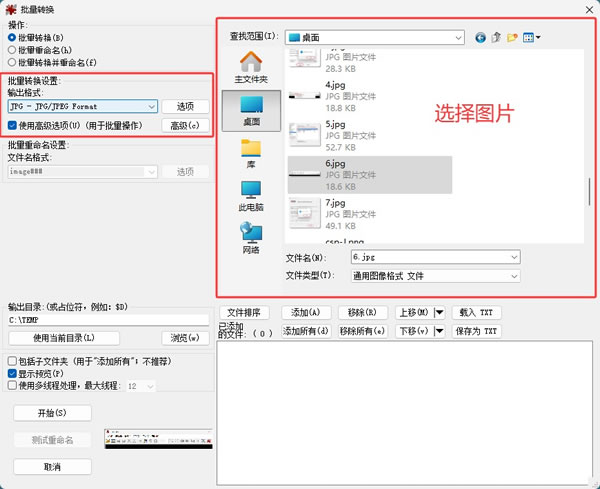 批量转换
操作:
批量转换(B)
批量重命名(h)
批量转换并重命名(f)
批量转换设置:
输出格式:
JPG - JPG/JPEG Format
选项
使用高级选项(U) (用于批量操作)
高级(c)
批量重命名设置:
文件名格式:
image###
选项
查找范围(I):
桌面
主文件夹
桌面
库
此电脑
网络
JPG 图片文件
28.3 KB
4.jpg
JPG 图片文件
18.8 KB
5.jpg
JPG 图片文件
52.7 KB
6.jpg
JPG 图片文件
18.6 KB
7.jpg
JPG 图片文件
49.1 KB
选择图片
文件名(N):
6.jpg
文件类型(T):
通用图像格式 文件
输出目录:(或占位符，例如: $D)
C:\TEMP
使用当前目录(L)
浏览(w)
包括子文件夹 (用于"添加所有"; 不推荐)
显示预览(P)
使用多线程处理，最大线程:
12
开始(S)
测试重命名
取消
文件排序
添加(A)
移除(R)
上移(M)
载入 TXT
已添加
的文件: ( 0 )
添加所有(d)
移除所有(e)
下移(v)
保存为 TXT